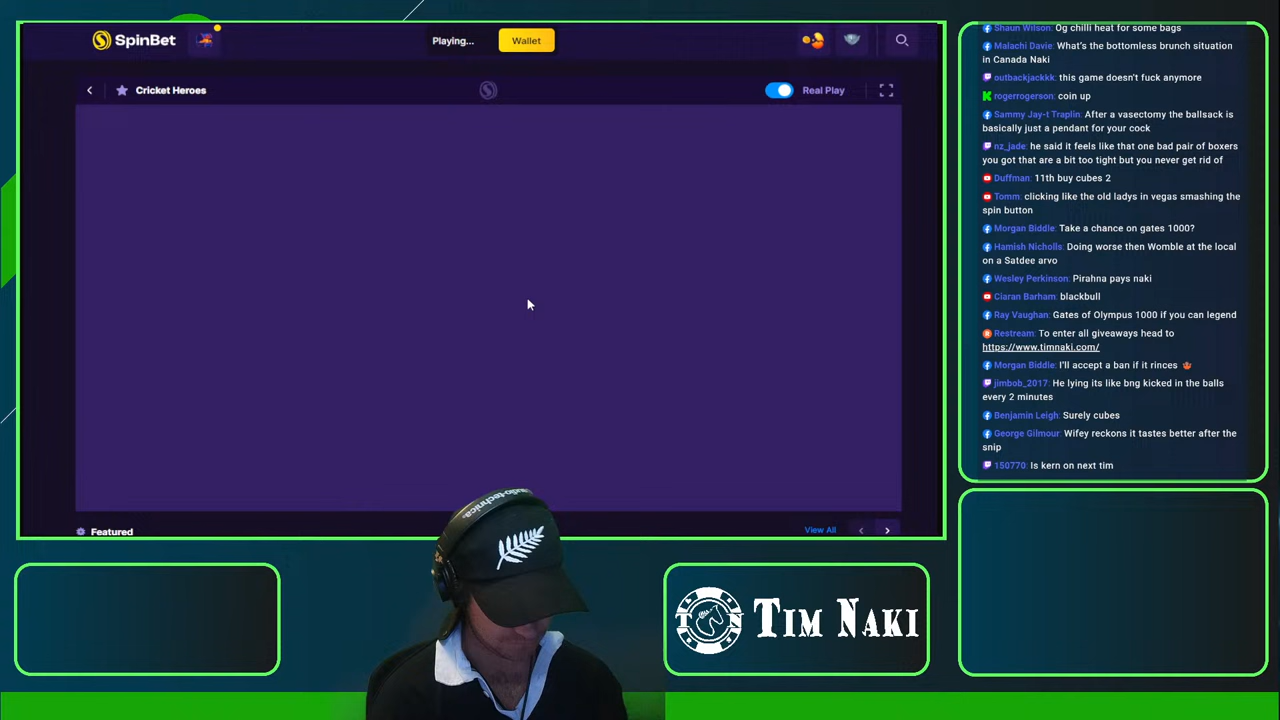 SpinBet
Playing...
Wallet
Cricket Heroes
Real Play
Featured
View All
Shaun Wilson: Og chilli heat for some bags
Malachi Davie: What's the bottomless brunch situation
in Canada Naki
outbackjackkk: this game doesn't fuck anymore
rogerrogerson: coin up
Sammy Jay-t Traplin: After a vasectomy the ballsack is
basically just a pendant for your cock
nz_jade: he said it feels like that one bad pair of boxers
you got that are a bit too tight but you never get rid of
Duffman: 11th buy cubes 2
Tomm: clicking like the old ladys in vegas smashing the
spin button
Morgan Biddle: Take a chance on gates 1000?
Hamish Nicholls: Doing worse then Womble at the local
on a Satdee arvo
Wesley Perkinson: Pirahna pays naki
Ciaran Barham: blackbull
Ray Vaughan: Gates of Olympus 1000 if you can legend
Restream: To enter all giveaways head to
https://www.timnaki.com/
Morgan Biddle: I'll accept a ban if it rinces
jimbob_2017: He lying its like bng kicked in the balls
every 2 minutes
Benjamin Leigh: Surely cubes
George Gilmour: Wifey reckons it tastes better after the
snip
150770: Is kern on next tim
TIM NAKI